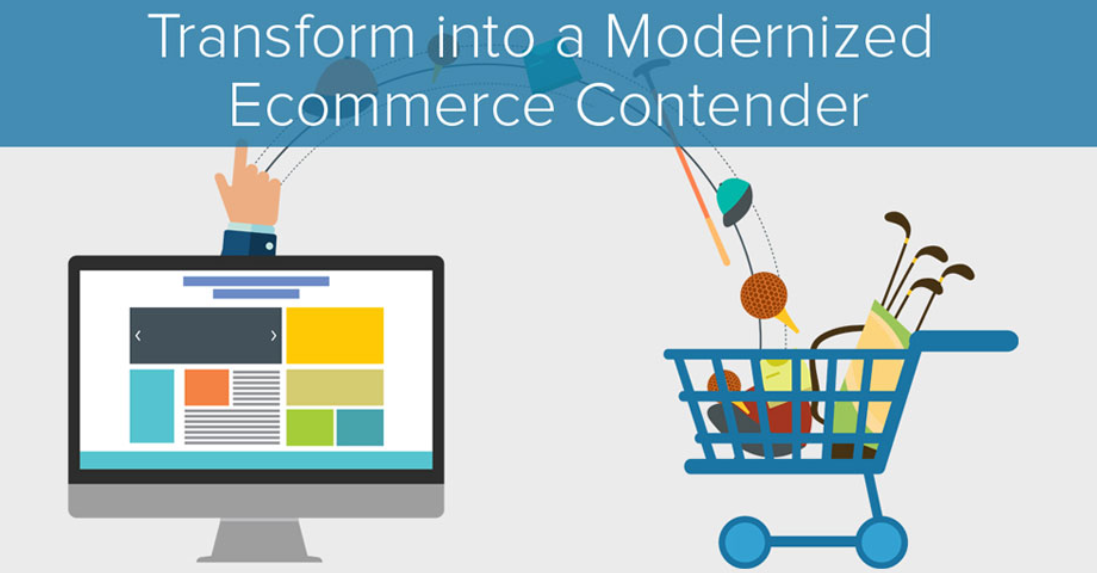 Transform into a Modernized
Ecommerce Contender